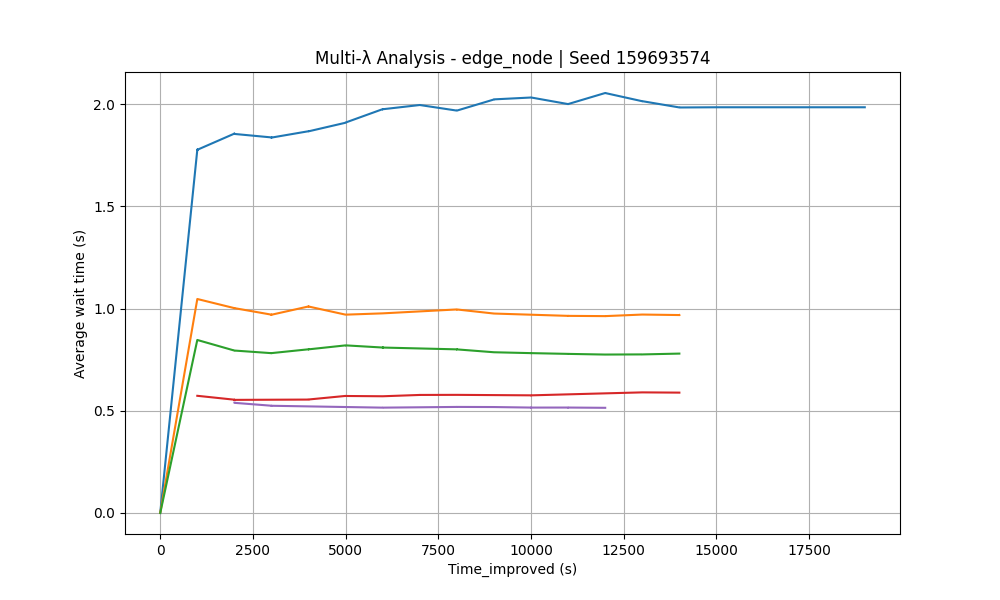 Multi-λ Analysis - edge_node | Seed 159693574
2.0
1.5
1.0
0.5
0.0
Average wait time (s)
0 2500 5000 7500 10000 12500 15000 17500
Time_improved (s)